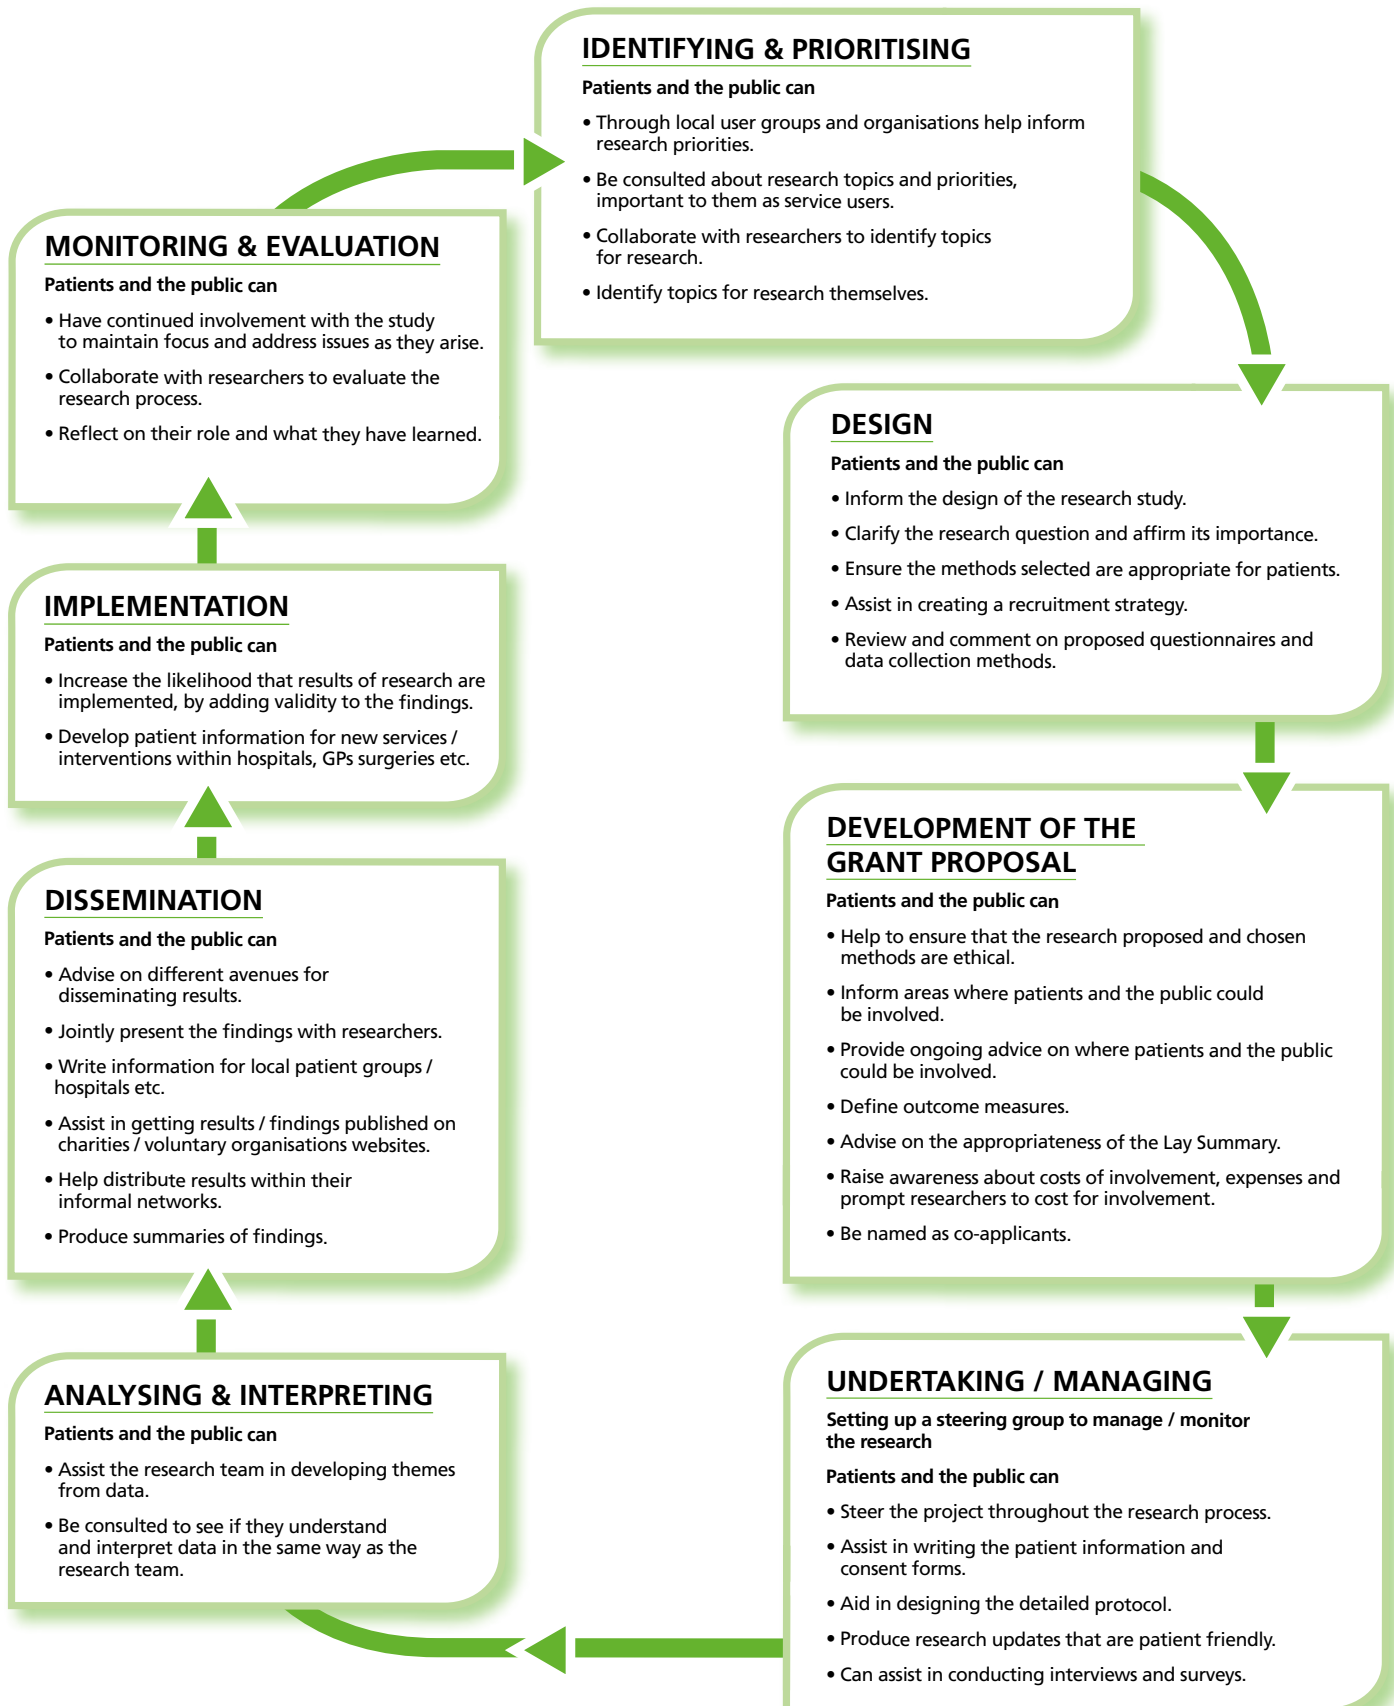 IDENTIFYING & PRIORITISING
Patients and the public can
• Through local user groups and organisations help inform
research priorities.
• Be consulted about research topics and priorities,
important to them as service users.
• Collaborate with researchers to identify topics
for research.
• Identify topics for research themselves.
DESIGN
Patients and the public can
• Inform the design of the research study.
• Clarify the research question and affirm its importance.
• Ensure the methods selected are appropriate for patients.
• Assist in creating a recruitment strategy.
• Review and comment on proposed questionnaires and
data collection methods.
DEVELOPMENT OF THE
GRANT PROPOSAL
Patients and the public can
• Help to ensure that the research proposed and chosen
methods are ethical.
• Inform areas where patients and the public could
be involved.
• Provide ongoing advice on where patients and the public
could be involved.
• Define outcome measures.
• Advise on the appropriateness of the Lay Summary.
• Raise awareness about costs of involvement, expenses and
prompt researchers to cost for involvement.
• Be named as co-applicants.
UNDERTAKING / MANAGING
Setting up a steering group to manage / monitor
the research
Patients and the public can
• Steer the project throughout the research process.
• Assist in writing the patient information and
consent forms.
• Aid in designing the detailed protocol.
• Produce research updates that are patient friendly.
• Can assist in conducting interviews and surveys.
ANALYSING & INTERPRETING
Patients and the public can
• Assist the research team in developing themes
from data.
• Be consulted to see if they understand
and interpret data in the same way as the
research team.
DISSEMINATION
Patients and the public can
• Advise on different avenues for
disseminating results.
• Jointly present the findings with researchers.
• Write information for local patient groups /
hospitals etc.
• Assist in getting results / findings published on
charities / voluntary organisations websites.
• Help distribute results within their
informal networks.
• Produce summaries of findings.
IMPLEMENTATION
Patients and the public can
• Increase the likelihood that results of research are
implemented, by adding validity to the findings.
• Develop patient information for new services /
interventions within hospitals, GPs surgeries etc.
MONITORING & EVALUATION
Patients and the public can
• Have continued involvement with the study
to maintain focus and address issues as they arise.
• Collaborate with researchers to evaluate the
research process.
• Reflect on their role and what they have learned.